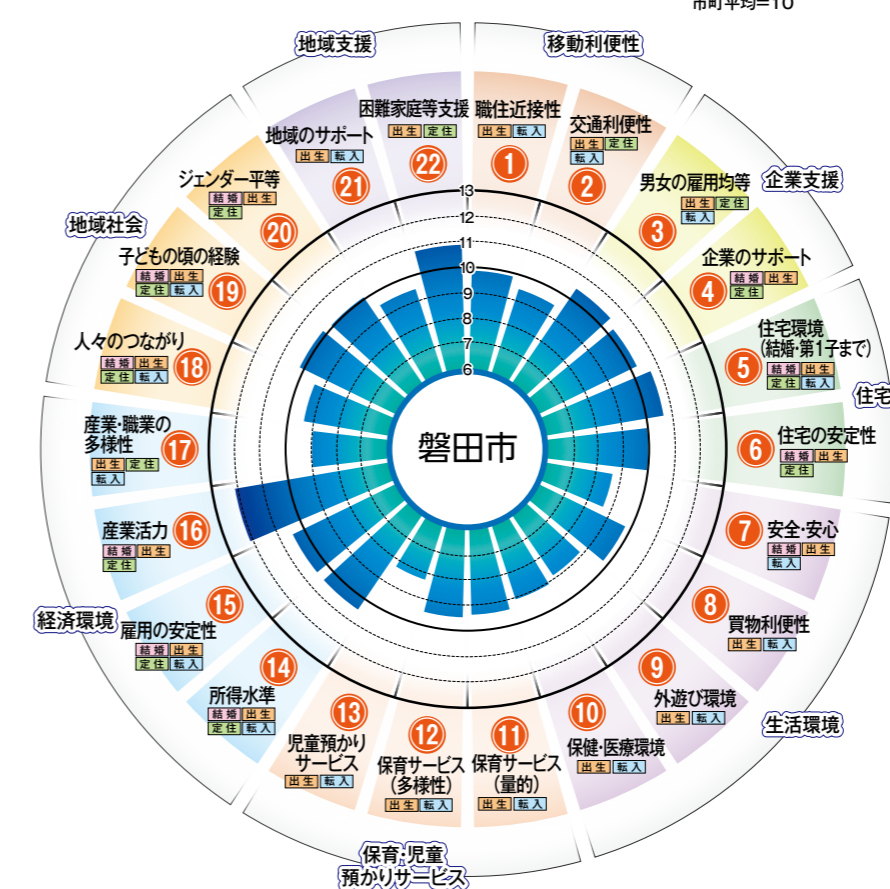 市町平均=10
地域支援
移動利便性
企業支援
住宅
生活環境
保育・児童
預かりサービス
経済環境
地域社会
職住近接性
出生 転入
1
交通利便性
出生 定住
転入
2
男女の雇用均等
出生 定住
転入
3
企業のサポート
結婚 出生
定住
4
住宅環境
(結婚・第1子まで)
結婚 出生
定住 転入
5
住宅の安定性
結婚 出生
定住
6
安全・安心
結婚 出生
転入
7
買物利便性
出生 転入
8
外遊び環境
出生 転入
9
保健・医療環境
出生 転入
10
保育サービス
(量的)
出生 転入
11
保育サービス
(多様性)
出生 転入
12
児童預かり
サービス
出生 転入
13
所得水準
結婚 出生
定住 転入
14
雇用の安定性
結婚 出生
定住 転入
15
産業活力
結婚 出生
定住
16
産業・職業の
多様性
出生 定住
転入
17
人々のつながり
結婚 出生
定住 転入
18
子どもの頃の経験
結婚 出生
定住 転入
19
ジェンダー平等
結婚 出生
定住
20
地域のサポート
出生 転入
21
困難家庭等支援
出生 定住
22
13
12
11
10
9
8
7
6
磐田市